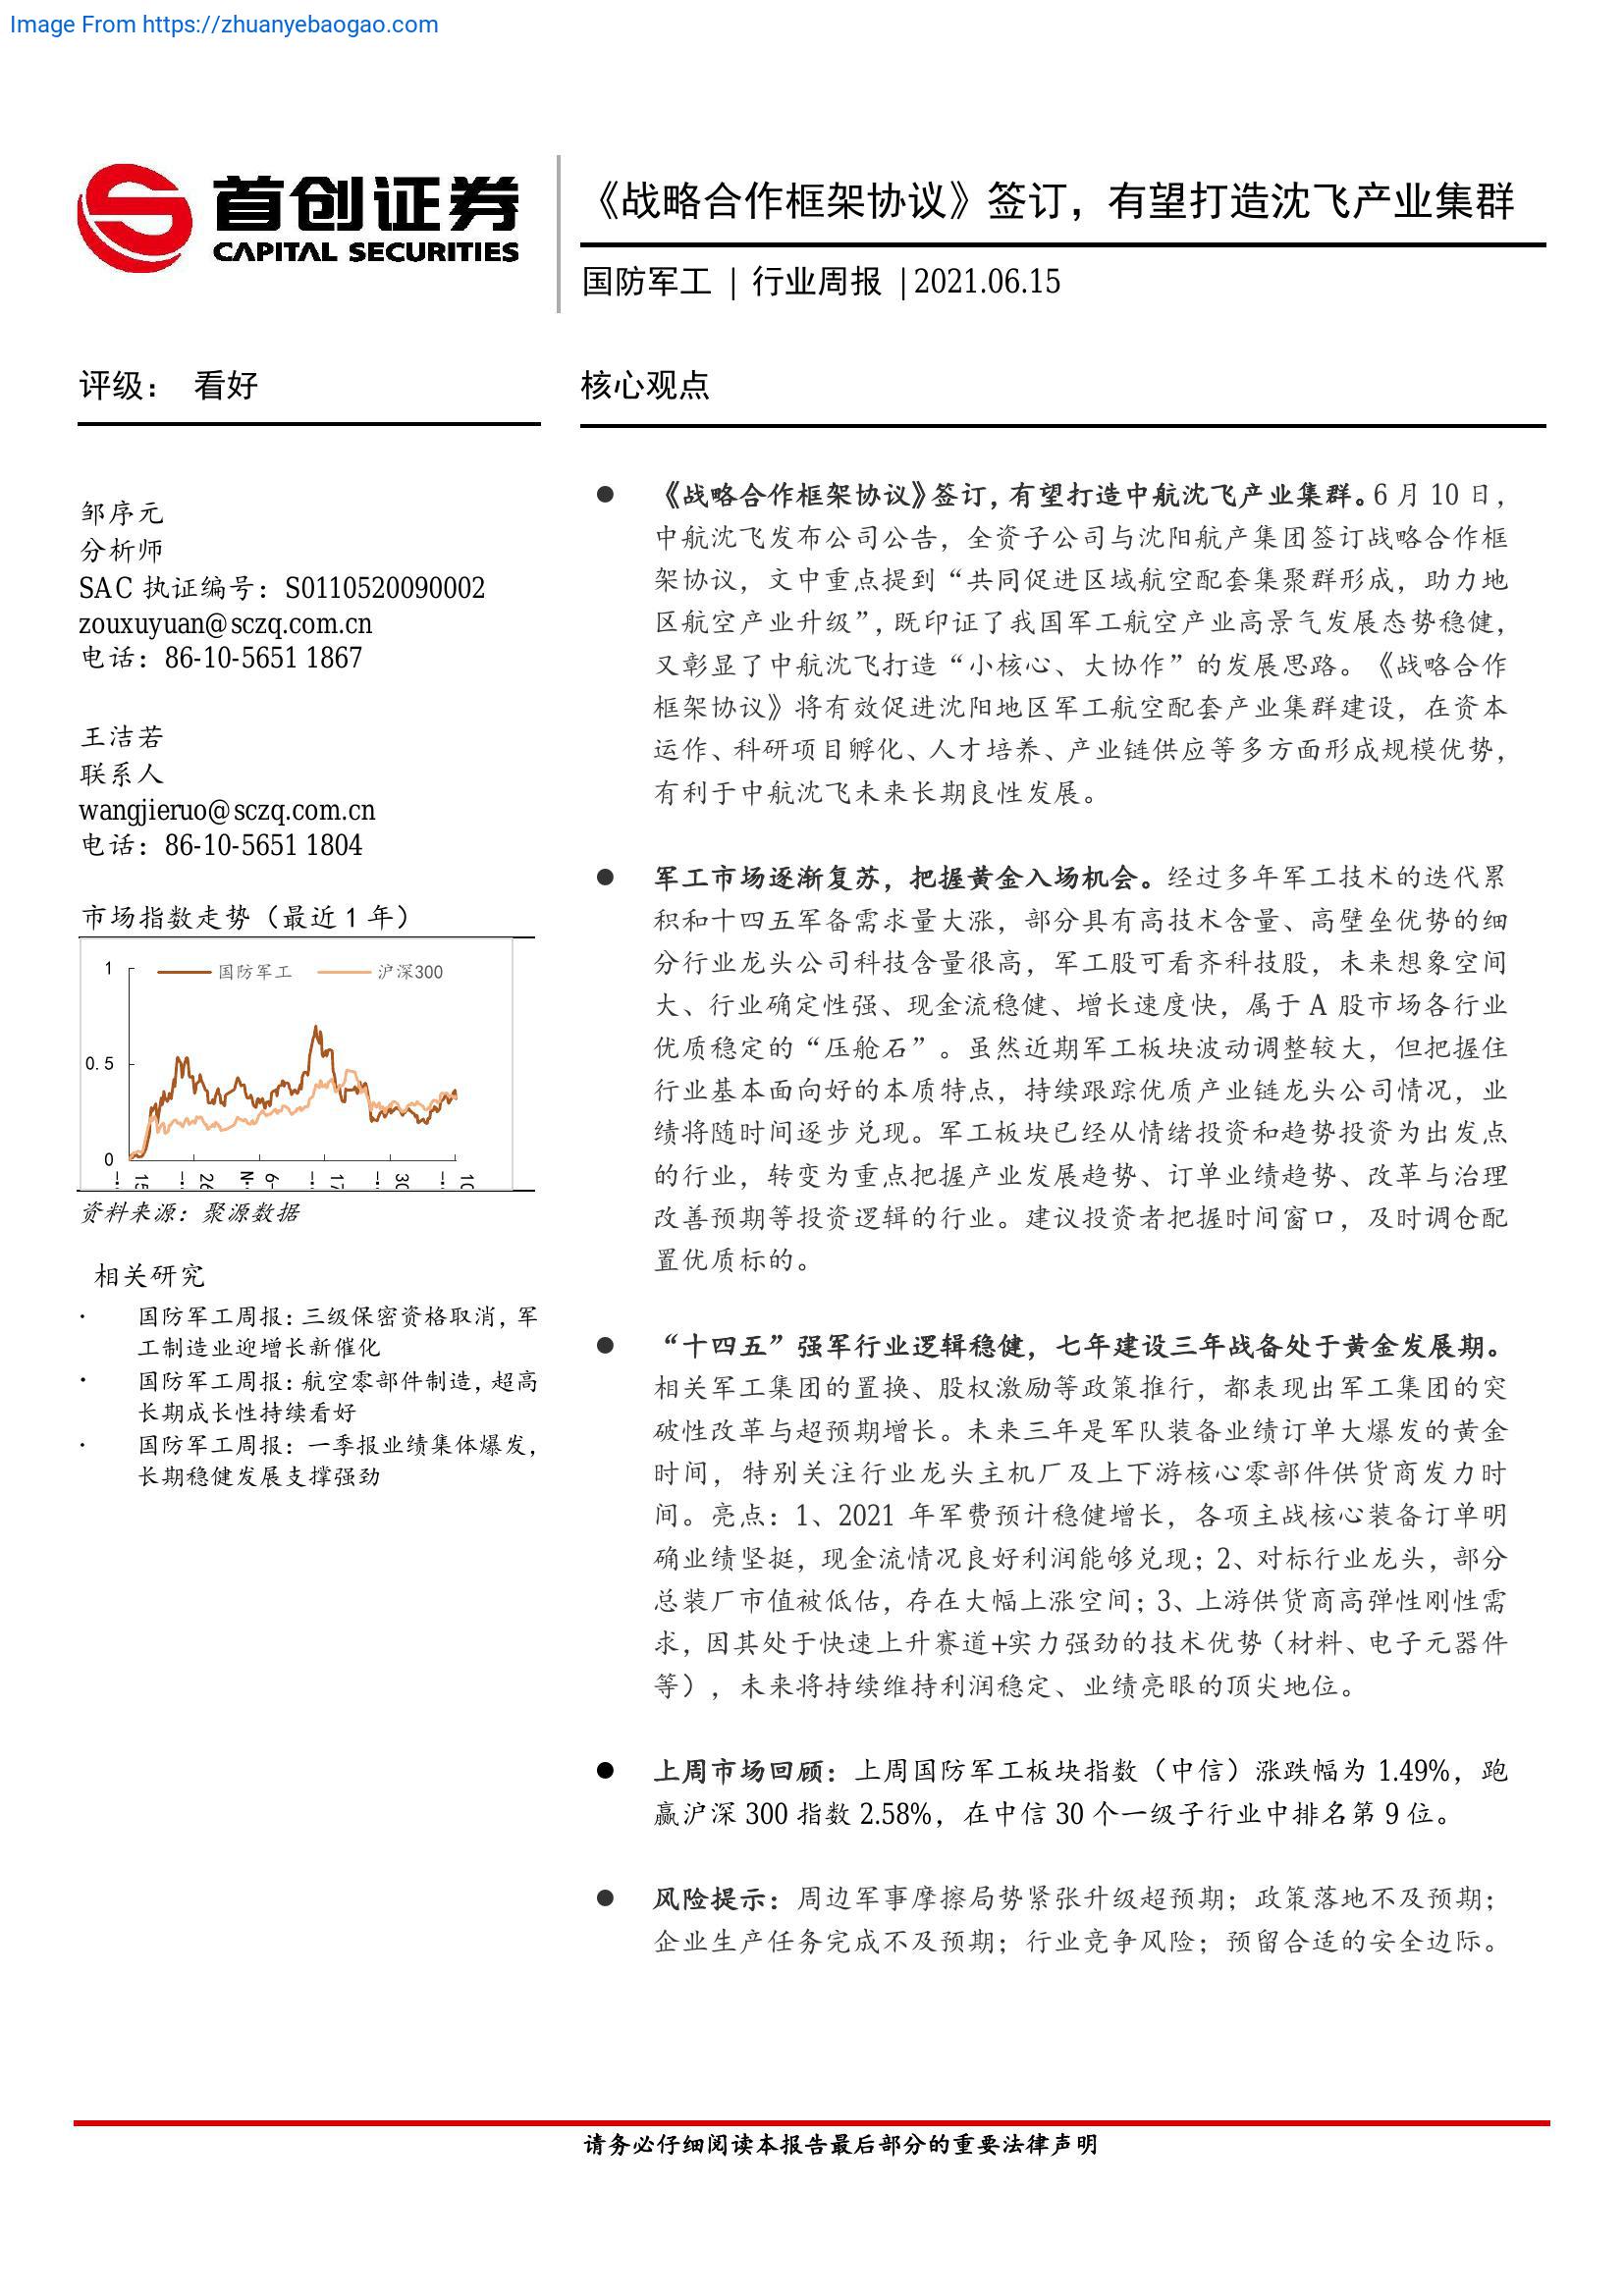 Image From https://zhuanyebaogao.com
首创证券
CAPITAL SECURITIES
《战略合作框架协议》签订，有望打造沈飞产业集群
国防军工 | 行业周报 |2021.06.15
评级： 看好
邹序元
分析师
SAC 执证编号：S0110520090002
zouxuyuan@sczq.com.cn
电话：86-10-5651 1867
王洁若
联系人
wangjieruo@sczq.com.cn
电话：86-10-5651 1804
市场指数走势（最近 1 年）
国防军工 沪深300
1
0.5
0
资料来源：聚源数据
相关研究
· 国防军工周报：三级保密资格取消，军
工制造业迎增长新催化
· 国防军工周报：航空零部件制造，超高
长期成长性持续看好
· 国防军工周报：一季报业绩集体爆发，
长期稳健发展支撑强劲
核心观点
● 《战略合作框架协议》签订，有望打造中航沈飞产业集群。6 月 10 日，
中航沈飞发布公司公告，全资子公司与沈阳航产集团签订战略合作框
架协议，文中重点提到“共同促进区域航空配套集聚群形成，助力地
区航空产业升级”，既印证了我国军工航空产业高景气发展态势稳健，
又彰显了中航沈飞打造“小核心、大协作”的发展思路。《战略合作
框架协议》将有效促进沈阳地区军工航空配套产业集群建设，在资本
运作、科研项目孵化、人才培养、产业链供应等多方面形成规模优势，
有利于中航沈飞未来长期良性发展。
● 军工市场逐渐复苏，把握黄金入场机会。经过多年军工技术的迭代累
积和十四五军备需求量大涨，部分具有高技术含量、高壁垒优势的细
分行业龙头公司科技含量很高，军工股可看齐科技股，未来想象空间
大、行业确定性强、现金流稳健、增长速度快，属于 A 股市场各行业
优质稳定的“压舱石”。虽然近期军工板块波动调整较大，但把握住
行业基本面向好的本质特点，持续跟踪优质产业链龙头公司情况，业
绩将随时间逐步兑现。军工板块已经从情绪投资和趋势投资为出发点
的行业，转变为重点把握产业发展趋势、订单业绩趋势、改革与治理
改善预期等投资逻辑的行业。建议投资者把握时间窗口，及时调仓配
置优质标的。
● “十四五”强军行业逻辑稳健，七年建设三年战备处于黄金发展期。
相关军工集团的置换、股权激励等政策推行，都表现出军工集团的突
破性改革与超预期增长。未来三年是军队装备业绩订单大爆发的黄金
时间，特别关注行业龙头主机厂及上下游核心零部件供货商发力时
间。亮点：1、2021 年军费预计稳健增长，各项主战核心装备订单明
确业绩坚挺，现金流情况良好利润能够兑现；2、对标行业龙头，部分
总装厂市值被低估，存在大幅上涨空间；3、上游供货商高弹性刚性需
求，因其处于快速上升赛道+实力强劲的技术优势（材料、电子元器件
等），未来将持续维持利润稳定、业绩亮眼的顶尖地位。
● 上周市场回顾：上周国防军工板块指数（中信）涨跌幅为 1.49%，跑
赢沪深 300 指数 2.58%，在中信 30 个一级子行业中排名第 9 位。
● 风险提示：周边军事摩擦局势紧张升级超预期；政策落地不及预期；
企业生产任务完成不及预期；行业竞争风险；预留合适的安全边际。
请务必仔细阅读本报告最后部分的重要法律声明